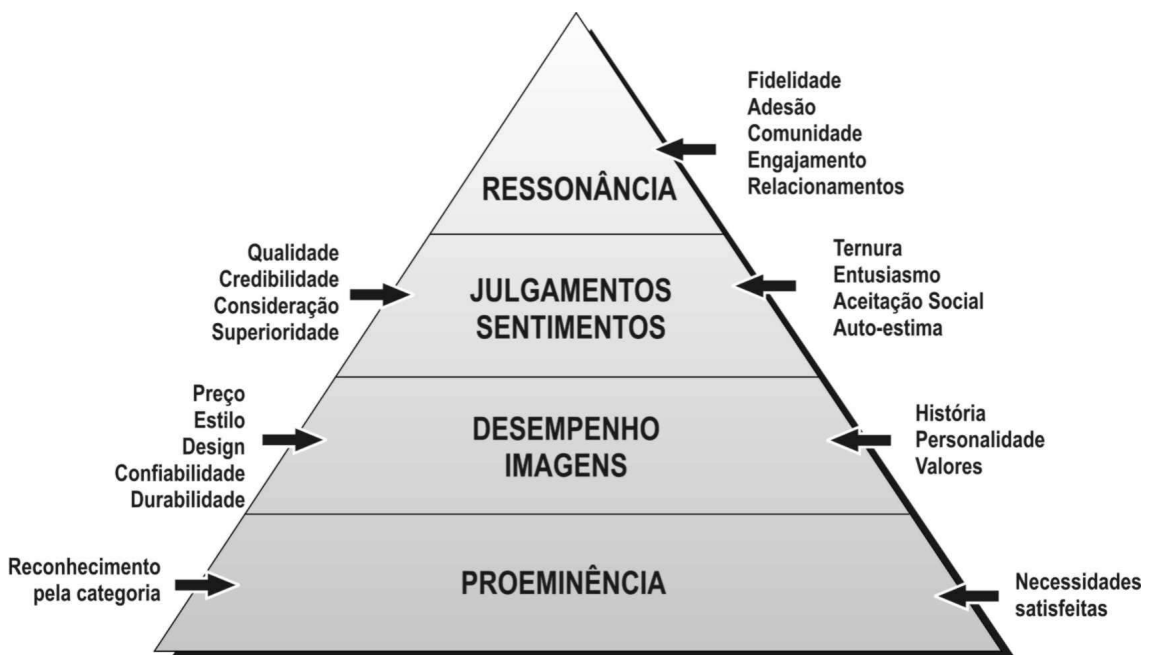 Fidelidade
Adesão
Comunidade
Engajamento
Relacionamentos
RESSONÂNCIA
Qualidade
Credibilidade
Consideração
Superioridade
JULGAMENTOS
SENTIMENTOS
Ternura
Entusiasmo
Aceitação Social
Auto-estima
Preço
Estilo
Design
Confiabilidade
Durabilidade
DESEMPENHO
IMAGENS
História
Personalidade
Valores
Reconhecimento
pela categoria
PROEMINÊNCIA
Necessidades
satisfeitas